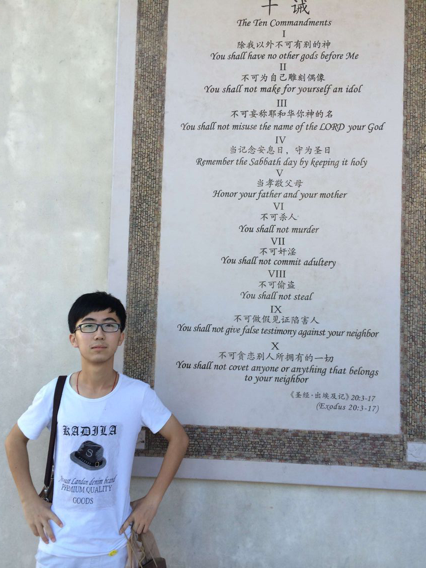 十诫
The Ten Commandments
I
除我以外不可有别的神
You shall have no other gods before Me
II
不可为自己雕刻偶像
You shall not make for yourself an idol
III
不可妄称耶和华你神的名
You shall not misuse the name of the LORD your God
IV
当记念安息日，守为圣日
Remember the Sabbath day by keeping it holy
V
当孝敬父母
Honor your father and your mother
VI
不可杀人
You shall not murder
VII
不可奸淫
You shall not commit adultery
VIII
不可偷盗
You shall not steal
IX
不可做假见证陷害人
You shall not give false testimony against your neighbor
X
不可贪恋别人所拥有的一切
You shall not covet anyone or anything that belongs
to your neighbor
《圣经·出埃及记》20:3-17
(Exodus 20:3-17)
KADILA
S
denim brand
PREMIUM QUALITY
GOODS